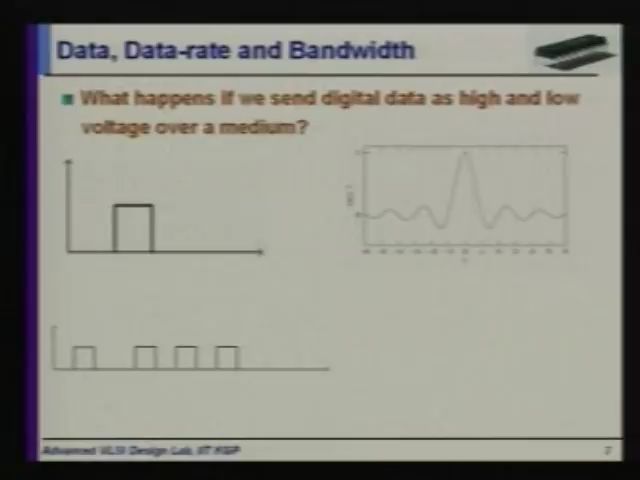 Data, Data-rate and Bandwidth
What happens if we send digital data as high and low
voltage over a medium?
Advanced VLSI Design Lab, IIT KGP